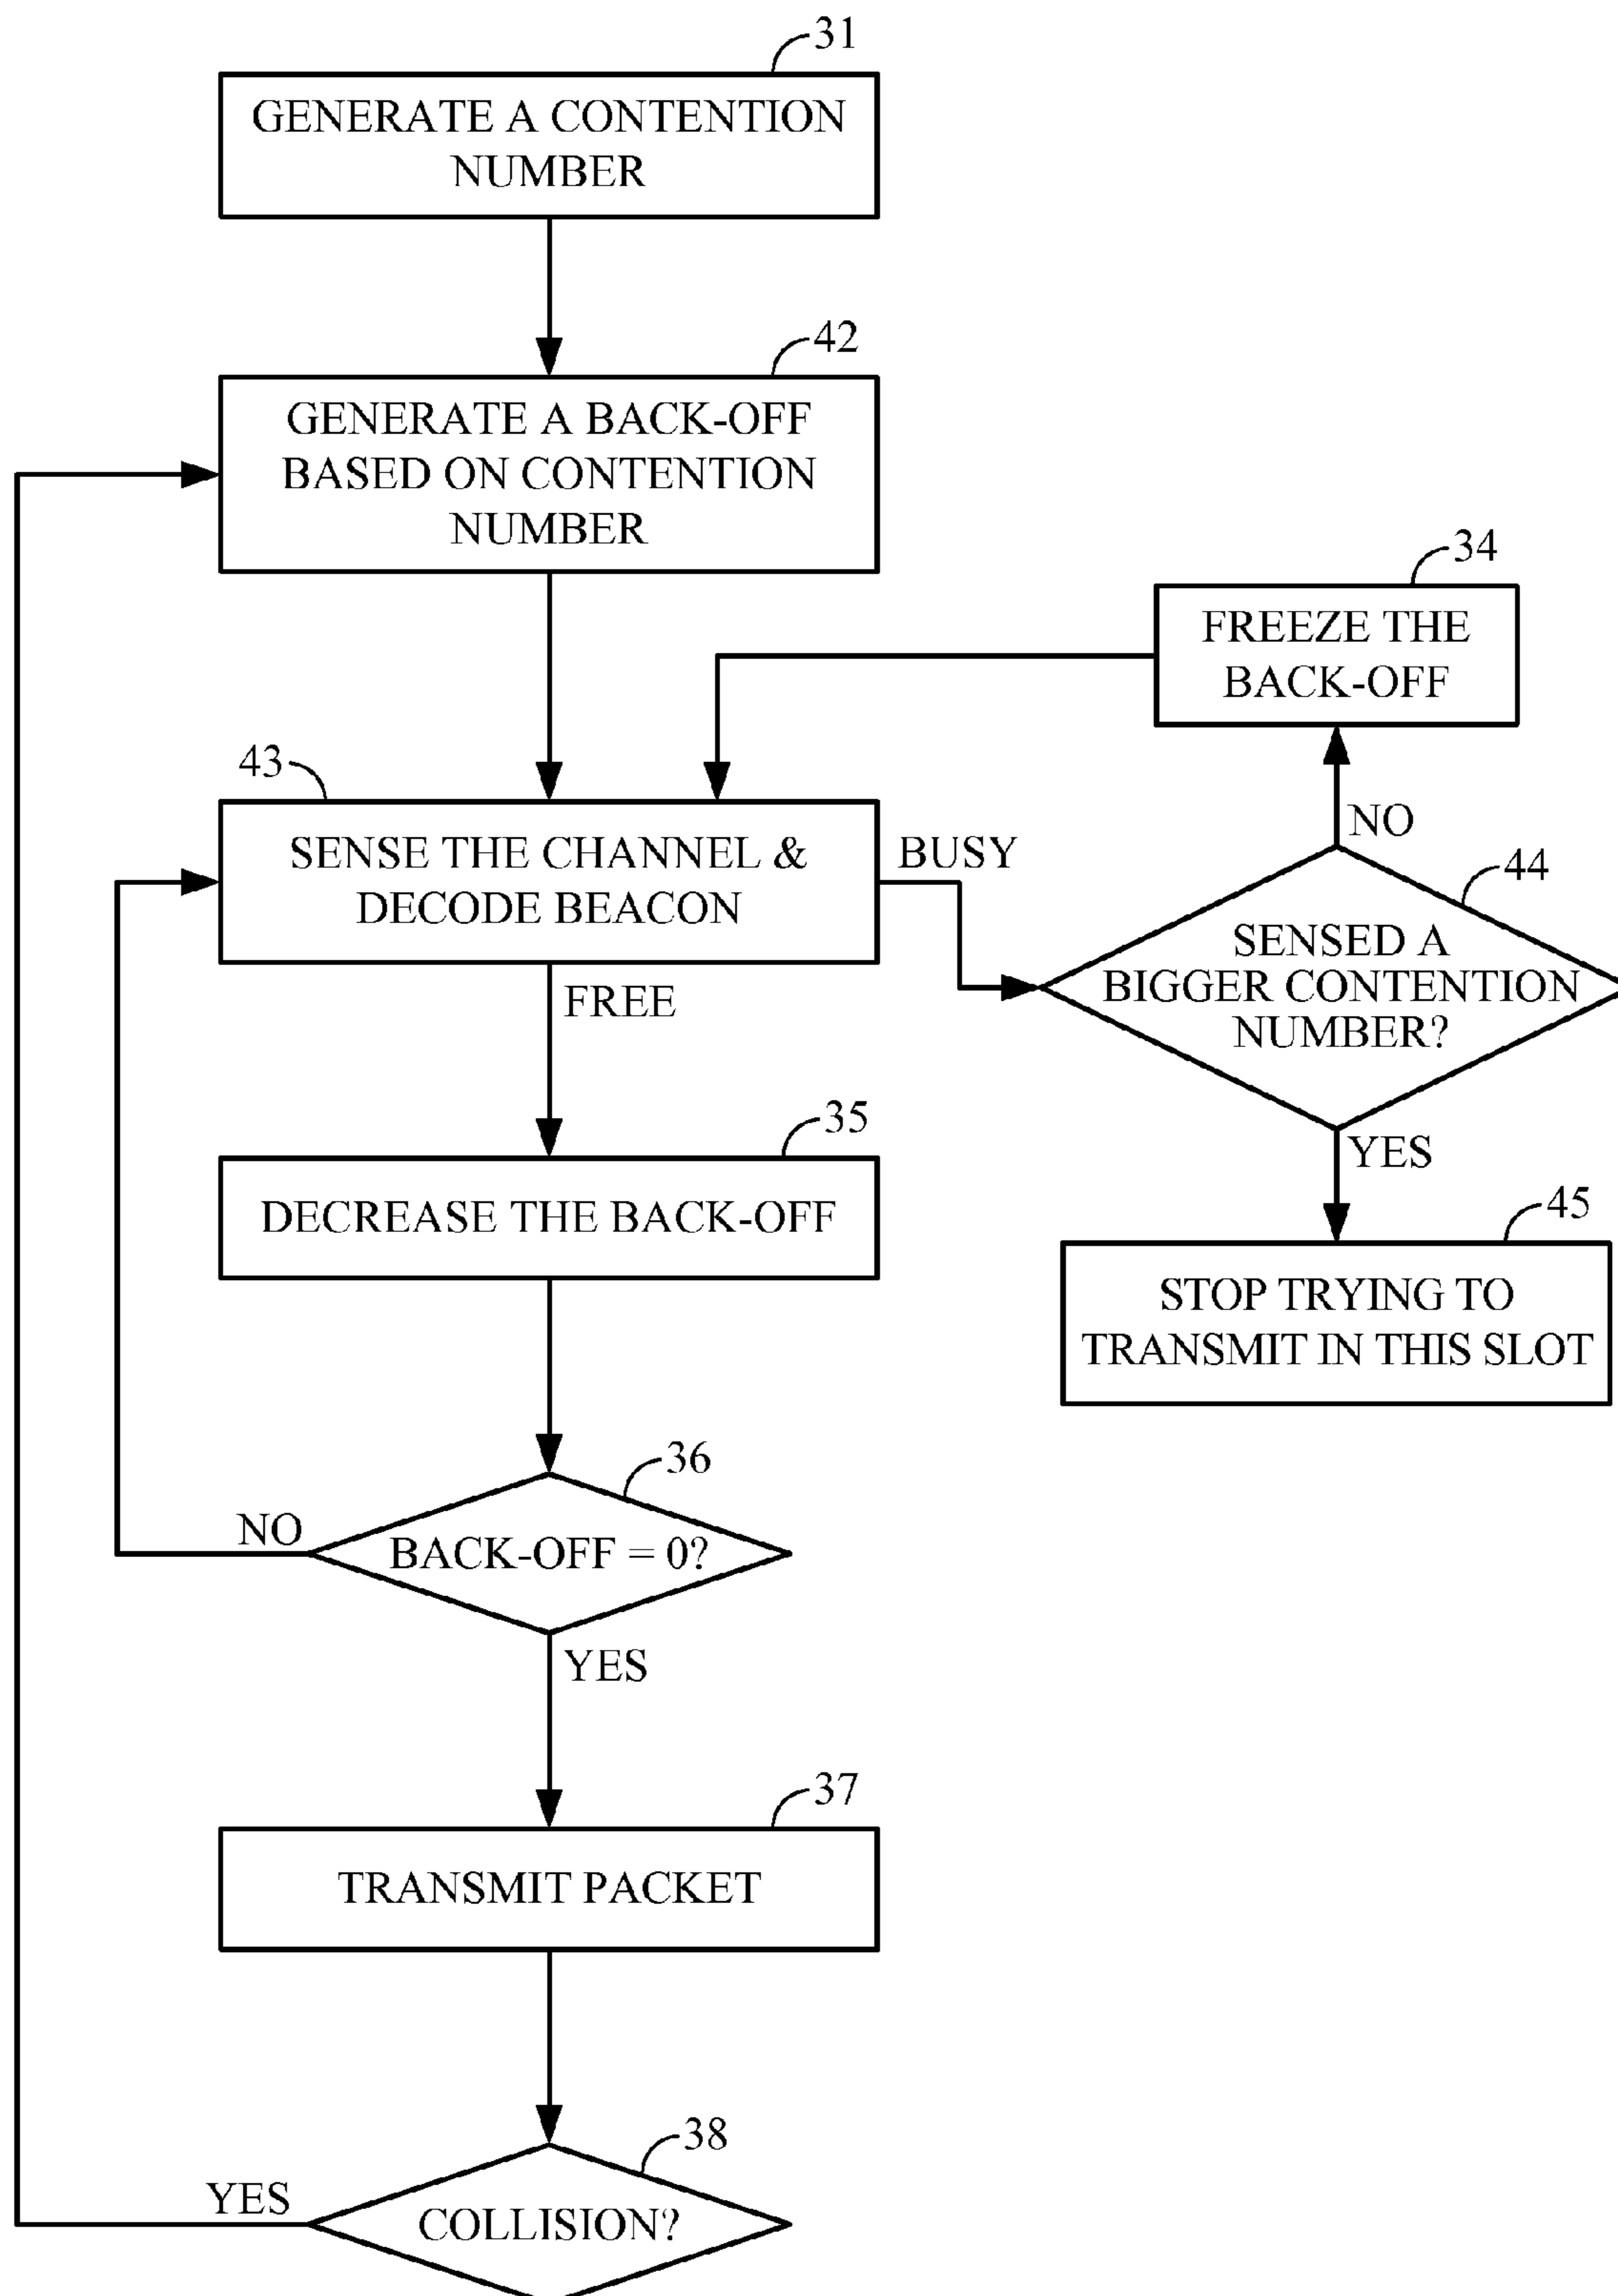 31
GENERATE A CONTENTION
NUMBER
42
GENERATE A BACK-OFF
BASED ON CONTENTION
NUMBER
34
FREEZE THE
BACK-OFF
43
SENSE THE CHANNEL &
DECODE BEACON
BUSY
NO
44
SENSED A
BIGGER CONTENTION
NUMBER?
FREE
YES
35
DECREASE THE BACK-OFF
45
STOP TRYING TO
TRANSMIT IN THIS SLOT
36
NO
BACK-OFF = 0?
YES
37
TRANSMIT PACKET
38
YES
COLLISION?